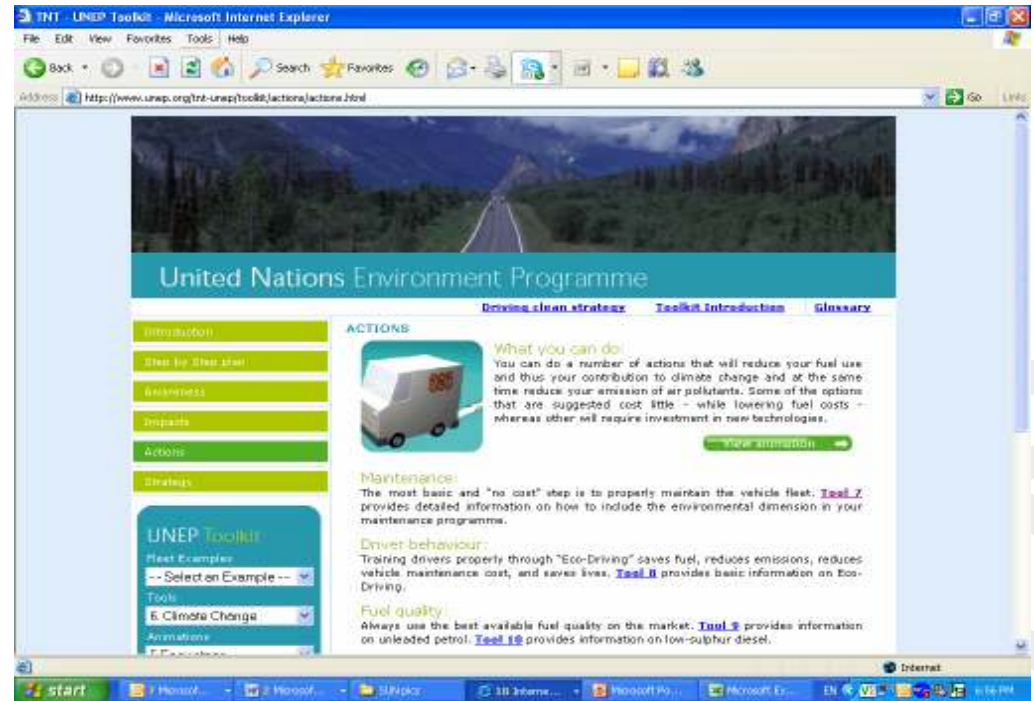 TNT - UNEP Toolkit - Microsoft Internet Explorer
File Edit View Favorites Tools Help
Back Search Favorites
Address http://www.unep.org/tnt-unep/toolkit/actions/actions.html Go Links
United Nations Environment Programme
Driving clean strategy Toolkit Introduction Glossary
Introduction
Step by Step plan
Awareness
Impacts
Actions
Strategy
UNEP Toolkit
Fleet Examples
-- Select an Example --
Tools
6. Climate Change
Animations
ACTIONS
What you can do:
You can do a number of actions that will reduce your fuel use
and thus your contribution to climate change and at the same
time reduce your emission of air pollutants. Some of the options
that are suggested cost little - while lowering fuel costs -
whereas other will require investment in new technologies.
View animation
Maintenance:
The most basic and "no cost" step is to properly maintain the vehicle fleet. Tool 7
provides detailed information on how to include the environmental dimension in your
maintenance programme.
Driver behaviour:
Training drivers properly through "Eco-Driving" saves fuel, reduces emissions, reduces
vehicle maintenance cost, and saves lives. Tool 8 provides basic information on Eco-
Driving.
Fuel quality:
Always use the best available fuel quality on the market. Tool 9 provides information
on unleaded petrol. Tool 10 provides information on low-sulphur diesel.
Internet
start EN 6:56 PM